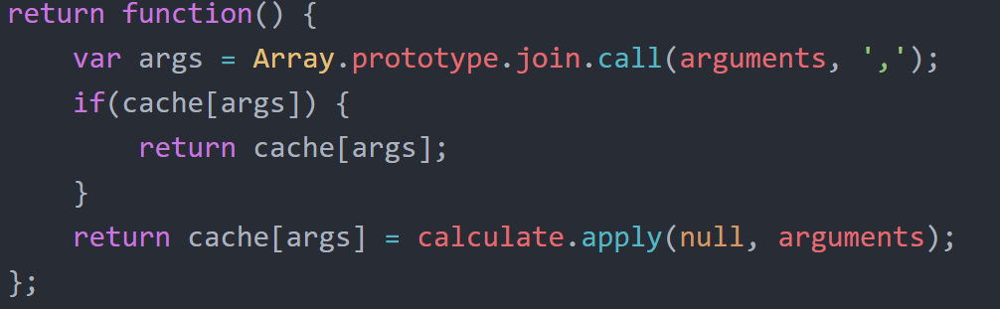 return function() {
    var args = Array.prototype.join.call(arguments, ',');
    if(cache[args]) {
        return cache[args];
    }
    return cache[args] = calculate.apply(null, arguments);
};